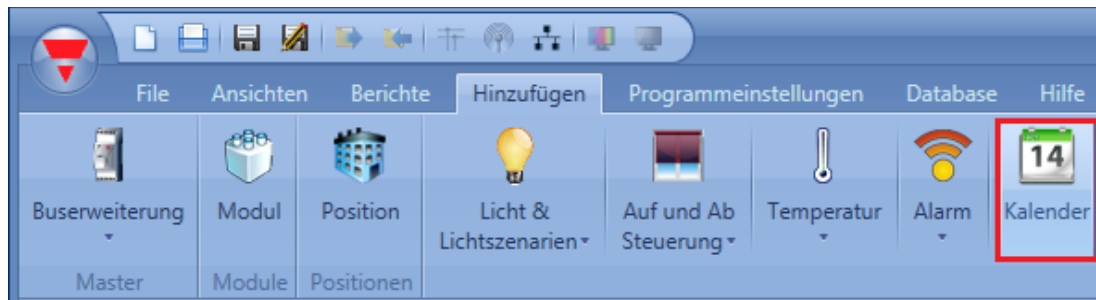 File Ansichten Berichte Hinzufügen Programmeinstellungen Database Hilfe
14
Buserweiterung Modul Position Licht & Auf und Ab Temperatur Alarm Kalender
Lichtszenarien Steuerung
Master Module Positionen